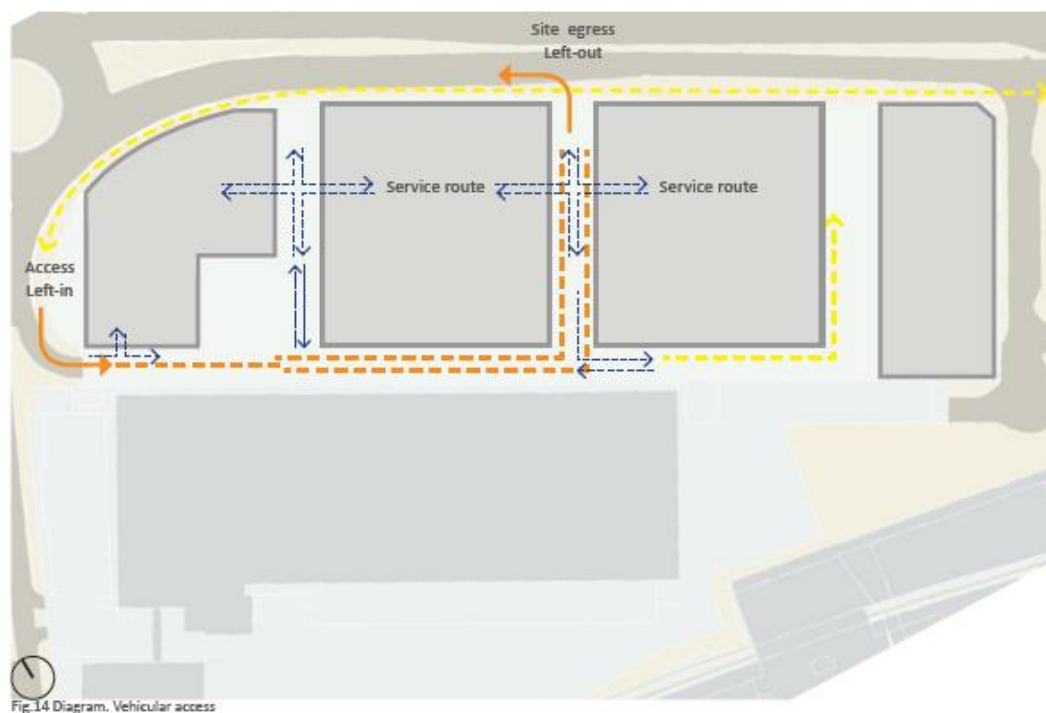 Site egress
Left-out
Service route
Service route
Access
Left-in
Fig.14 Diagram. Vehicular access